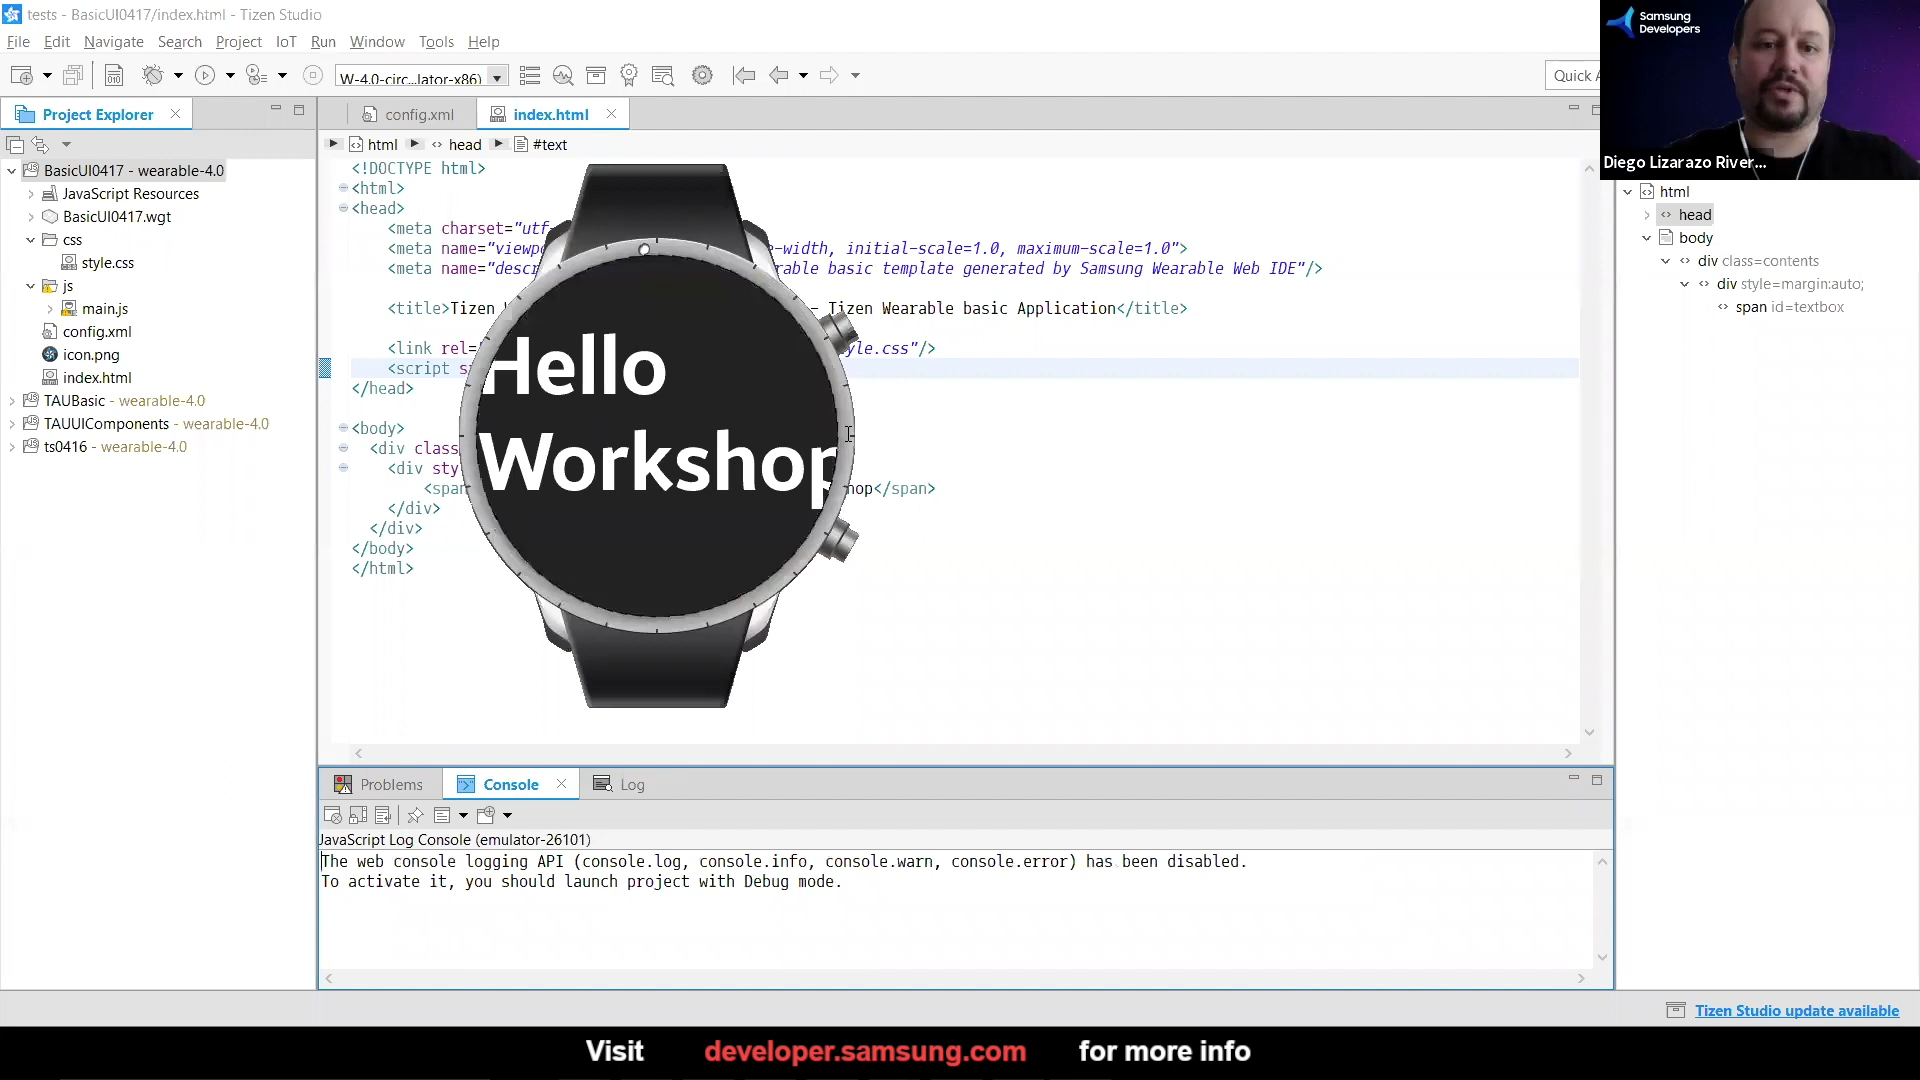 tests - BasicUI0417/index.html - Tizen Studio
File Edit Navigate Search Project IoT Run Window Tools Help
W-4.0-circ...lator-x86)
Quick A
Samsung
Developers
Diego Lizarazo River...
Project Explorer
BasicUI0417 - wearable-4.0
JavaScript Resources
BasicUI0417.wgt
css
style.css
js
main.js
config.xml
icon.png
index.html
TAUBasic - wearable-4.0
TAUUIComponents - wearable-4.0
ts0416 - wearable-4.0
config.xml index.html
html head #text
<!DOCTYPE html>
<html>
<head>
<meta charset="utf-
<meta name="viewpo e-width, initial-scale=1.0, maximum-scale=1.0">
<meta name="descr rable basic template generated by Samsung Wearable Web IDE"/>
<title>Tizen - Tizen Wearable basic Application</title>
<link rel= yle.css"/>
<script s
</head>
<body>
<div class
<div sty
<span hop</span>
</div>
</div>
</body>
</html>
Hello
Workshop
html
head
body
div class=contents
div style=margin:auto;
span id=textbox
Problems Console Log
JavaScript Log Console (emulator-26101)
The web console logging API (console.log, console.info, console.warn, console.error) has been disabled.
To activate it, you should launch project with Debug mode.
Tizen Studio update available
Visit developer.samsung.com for more info